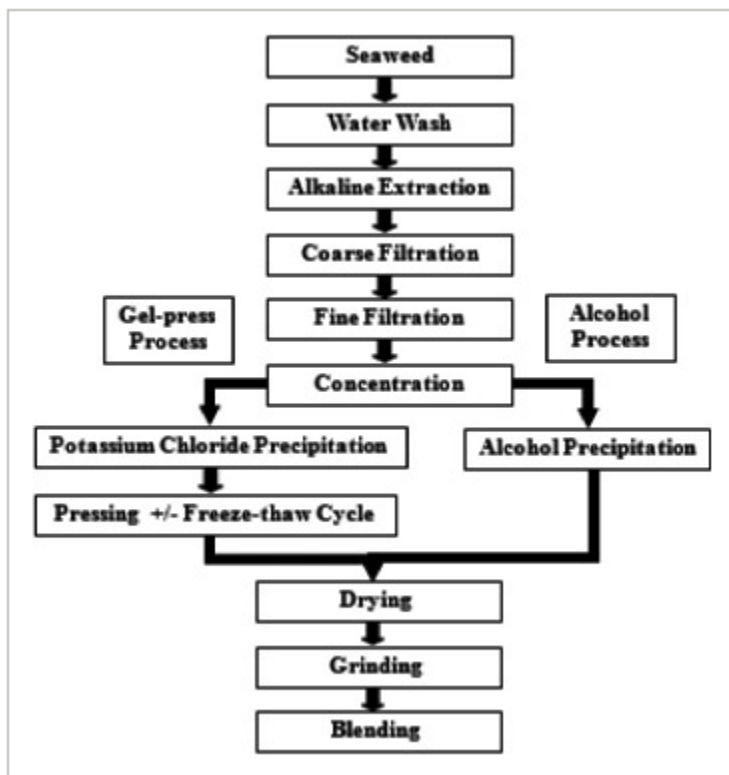 Seaweed
Water Wash
Alkaline Extraction
Coarse Filtration
Gel-press
Process
Fine Filtration
Alcohol
Process
Concentration
Potassium Chloride Precipitation
Alcohol Precipitation
Pressing +/- Freeze-thaw Cycle
Drying
Grinding
Blending